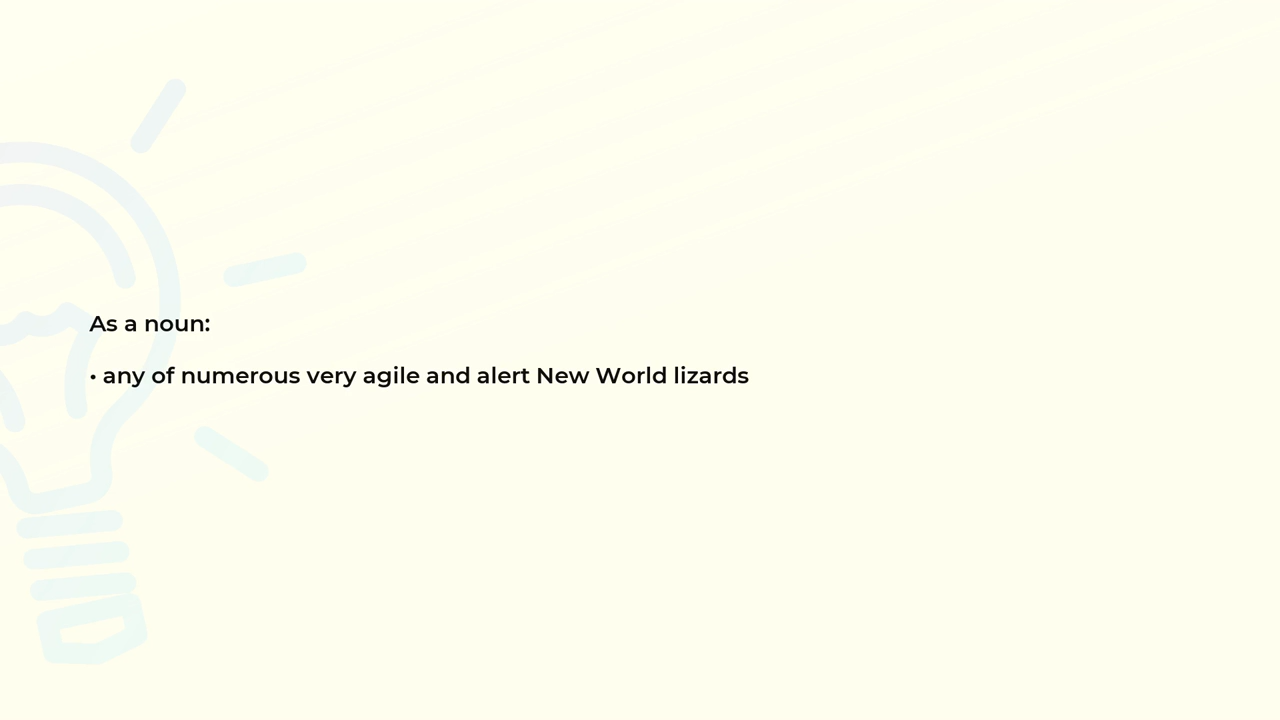 As a noun:
• any of numerous very agile and alert New World lizards